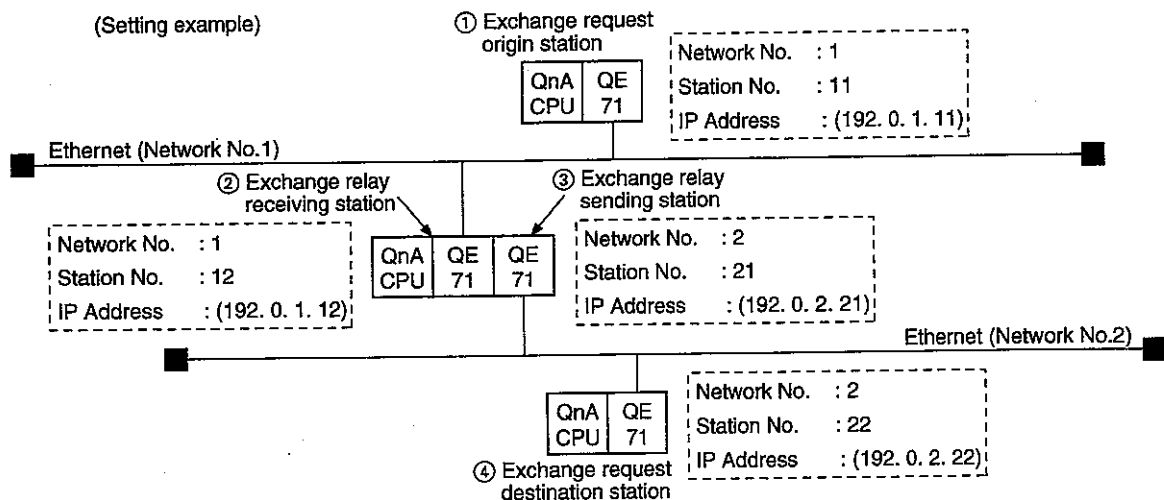 (Setting example)
① Exchange request
origin station
QnA
CPU
QE
71
Network No. : 1
Station No. : 11
IP Address : (192. 0. 1. 11)
Ethernet (Network No.1)
② Exchange relay
receiving station
③ Exchange relay
sending station
Network No. : 1
Station No. : 12
IP Address : (192. 0. 1. 12)
QnA
CPU
QE
71
QE
71
Network No. : 2
Station No. : 21
IP Address : (192. 0. 2. 21)
Ethernet (Network No.2)
QnA
CPU
QE
71
Network No. : 2
Station No. : 22
IP Address : (192. 0. 2. 22)
④ Exchange request
destination station